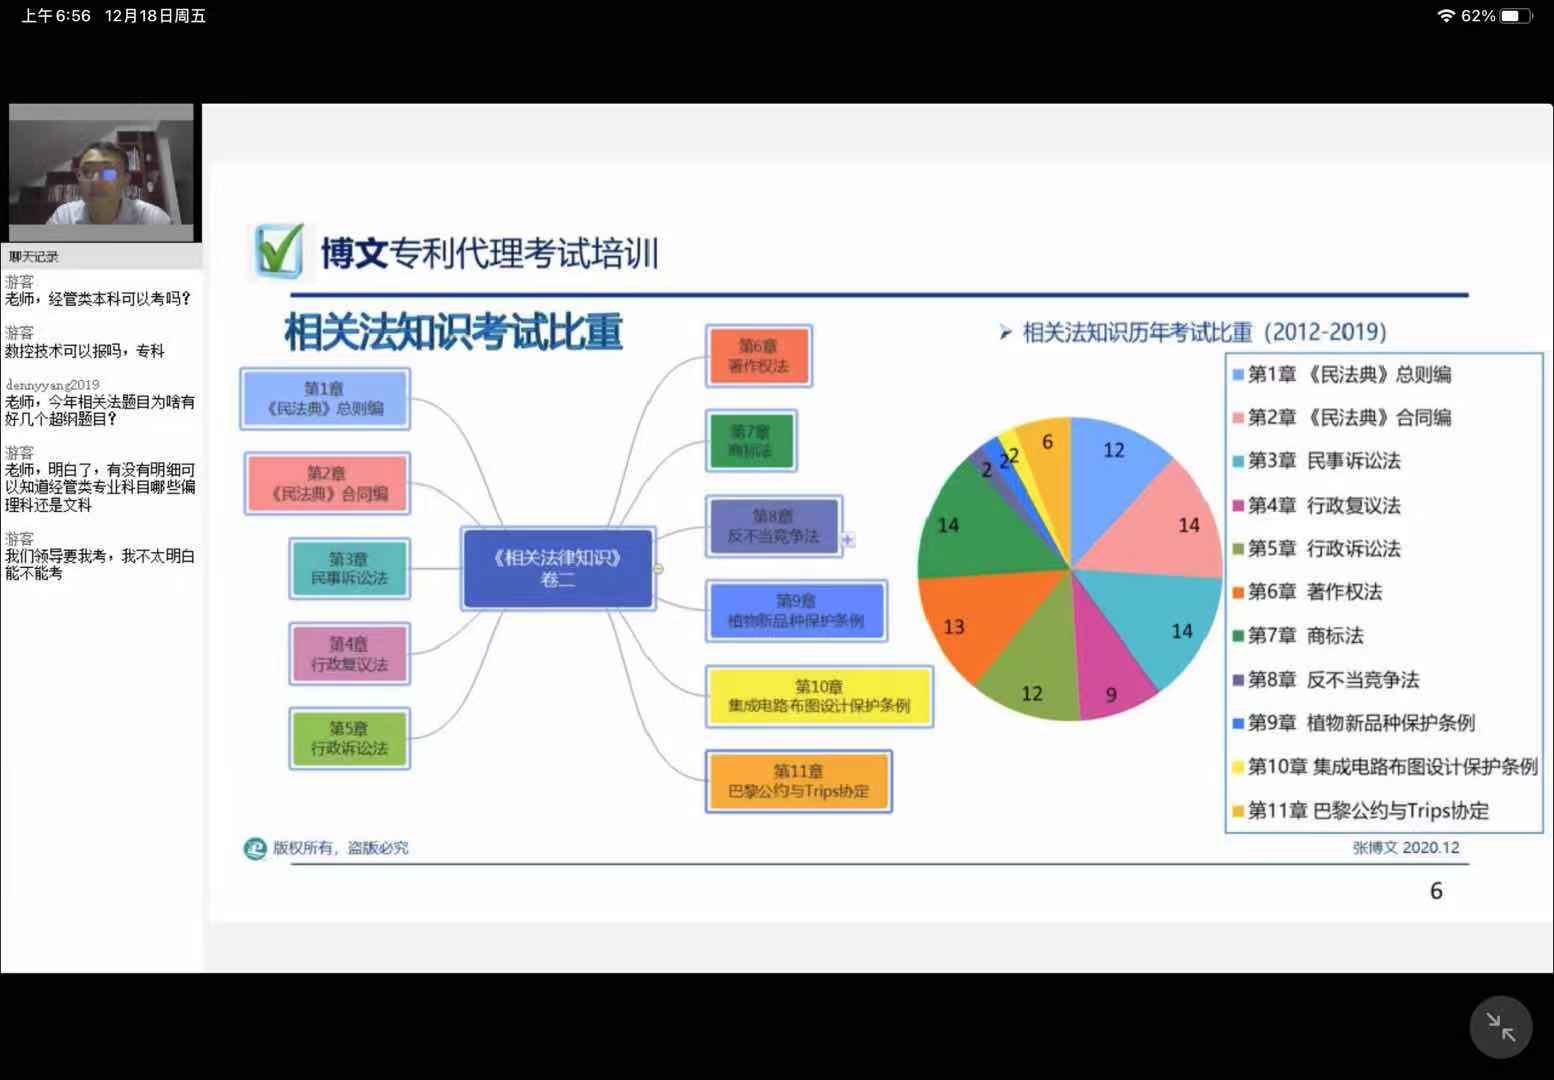 上午6:56 12月18日周五
62%
聊天记录
游客
老师，经管类本科可以考吗？
游客
数控技术可以报吗，专科
dennyyang2019
老师，今年相关法题目为啥有
好几个超纲题目？
游客
老师，明白了，有没有明细可
以知道经管类专业科目哪些偏
理科还是文科
游客
我们领导要我考，我不太明白
能不能考
博文专利代理考试培训
相关法知识考试比重
第1章
《民法典》总则编
第2章
《民法典》合同编
第3章
民事诉讼法
第4章
行政复议法
第5章
行政诉讼法
《相关法律知识》
卷二
第6章
著作权法
第7章
商标法
第8章
反不当竞争法
第9章
植物新品种保护条例
第10章
集成电路布图设计保护条例
第11章
巴黎公约与Trips协定
相关法知识历年考试比重（2012-2019）
12
14
14
9
12
13
14
2
2
2
6
第1章 《民法典》总则编
第2章 《民法典》合同编
第3章 民事诉讼法
第4章 行政复议法
第5章 行政诉讼法
第6章 著作权法
第7章 商标法
第8章 反不当竞争法
第9章 植物新品种保护条例
第10章 集成电路布图设计保护条例
第11章 巴黎公约与Trips协定
版权所有，盗版必究
张博文 2020.12
6